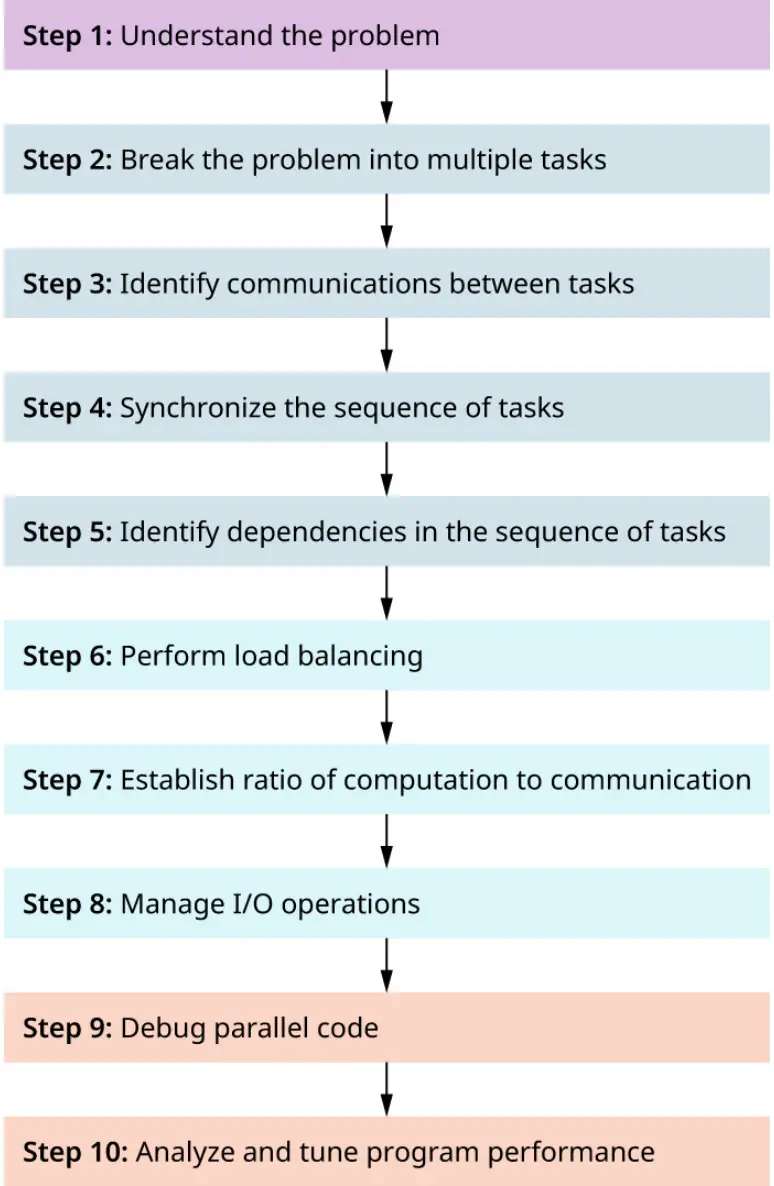 Step 1: Understand the problem
Step 2: Break the problem into multiple tasks
Step 3: Identify communications between tasks
Step 4: Synchronize the sequence of tasks
Step 5: Identify dependencies in the sequence of tasks
Step 6: Perform load balancing
Step 7: Establish ratio of computation to communication
Step 8: Manage I/O operations
Step 9: Debug parallel code
Step 10: Analyze and tune program performance